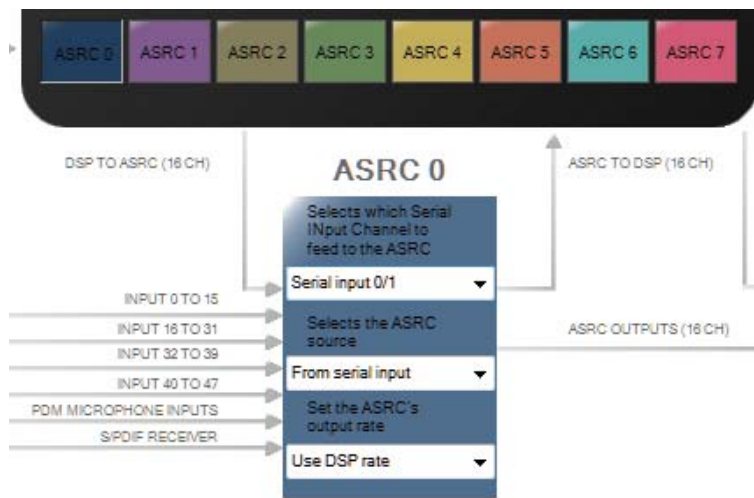 ASRC 0 ASRC 1 ASRC 2 ASRC 3 ASRC 4 ASRC 5 ASRC 6 ASRC 7
DSP TO ASRC (16 CH)
ASRC 0
ASRC TO DSP (16 CH)
Selects which Serial
INput Channel to
feed to the ASRC
Serial input 0/1
INPUT 0 TO 15
INPUT 16 TO 31
INPUT 32 TO 39
INPUT 40 TO 47
PDM MICROPHONE INPUTS
S/PDIF RECEIVER
Selects the ASRC
source
From serial input
Set the ASRC's
output rate
Use DSP rate
ASRC OUTPUTS (16 CH)